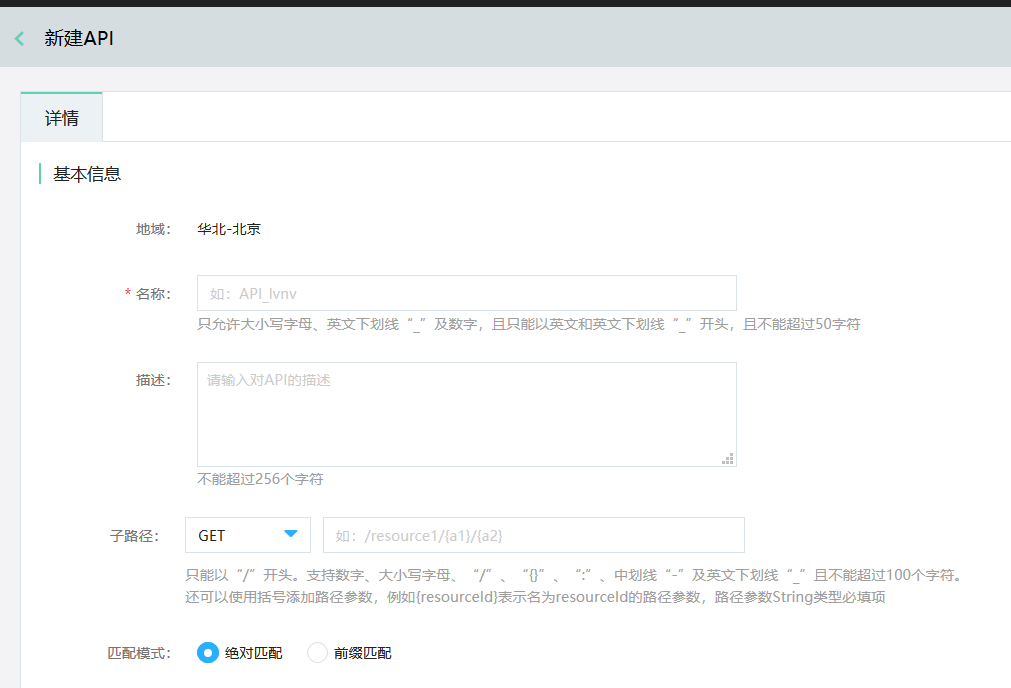 新建API
详情
基本信息
地域： 华北-北京
* 名称： 如：API_lvnv
只允许大小写字母、英文下划线“_”及数字，且只能以英文和英文下划线“_”开头，且不能超过50字符
描述： 请输入对API的描述
不能超过256个字符
子路径： GET 如：/resource1/{a1}/{a2}
只能以“/”开头。支持数字、大小写字母、“/”、“{}”、“:”、中划线“-”及英文下划线“_”且不能超过100个字符。
还可以使用括号添加路径参数，例如{resourceId}表示名为resourceId的路径参数，路径参数String类型必填项
匹配模式： 绝对匹配 前缀匹配